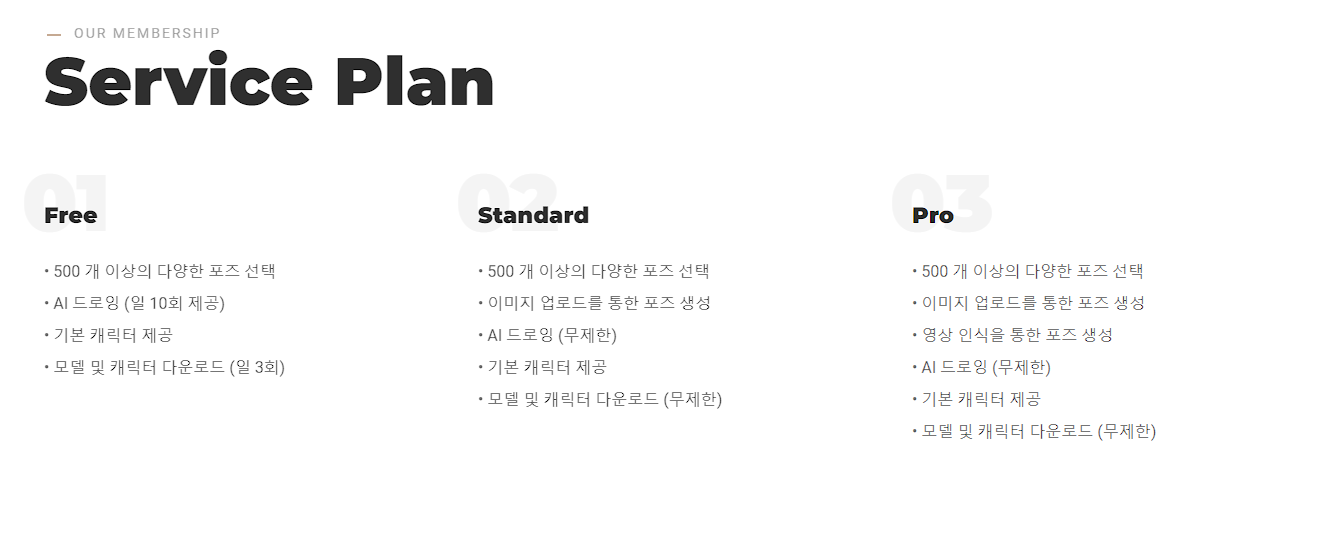 — OUR MEMBERSHIP
Service Plan
01
Free
• 500 개 이상의 다양한 포즈 선택
• AI 드로잉 (일 10회 제공)
• 기본 캐릭터 제공
• 모델 및 캐릭터 다운로드 (일 3회)
02
Standard
• 500 개 이상의 다양한 포즈 선택
• 이미지 업로드를 통한 포즈 생성
• AI 드로잉 (무제한)
• 기본 캐릭터 제공
• 모델 및 캐릭터 다운로드 (무제한)
03
Pro
• 500 개 이상의 다양한 포즈 선택
• 이미지 업로드를 통한 포즈 생성
• 영상 인식을 통한 포즈 생성
• AI 드로잉 (무제한)
• 기본 캐릭터 제공
• 모델 및 캐릭터 다운로드 (무제한)